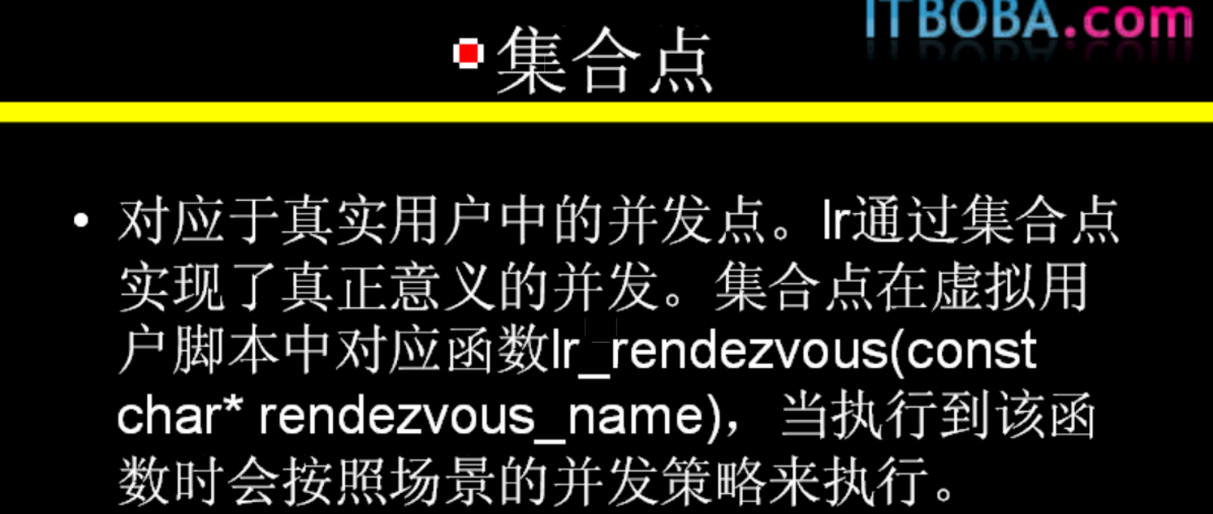 ITBOBA.com
集合点
• 对应于真实用户中的并发点。lr通过集合点
实现了真正意义的并发。集合点在虚拟用
户脚本中对应函数lr_rendezvous(const
char* rendezvous_name)，当执行到该函
数时会按照场景的并发策略来执行。